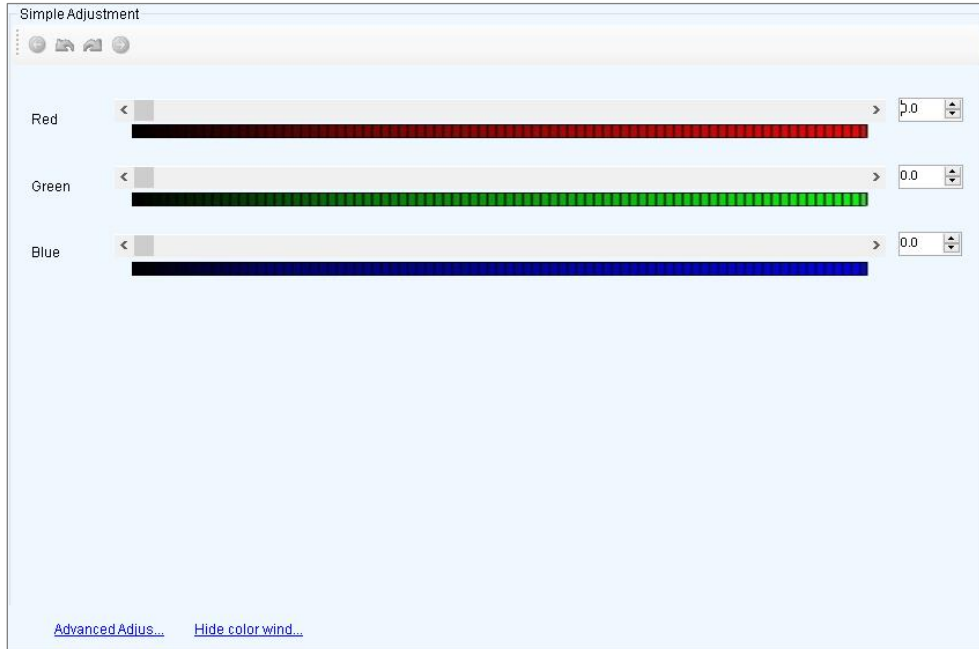 Simple Adjustment
Red 0.0
Green 0.0
Blue 0.0
Advanced Adjus... Hide color wind...